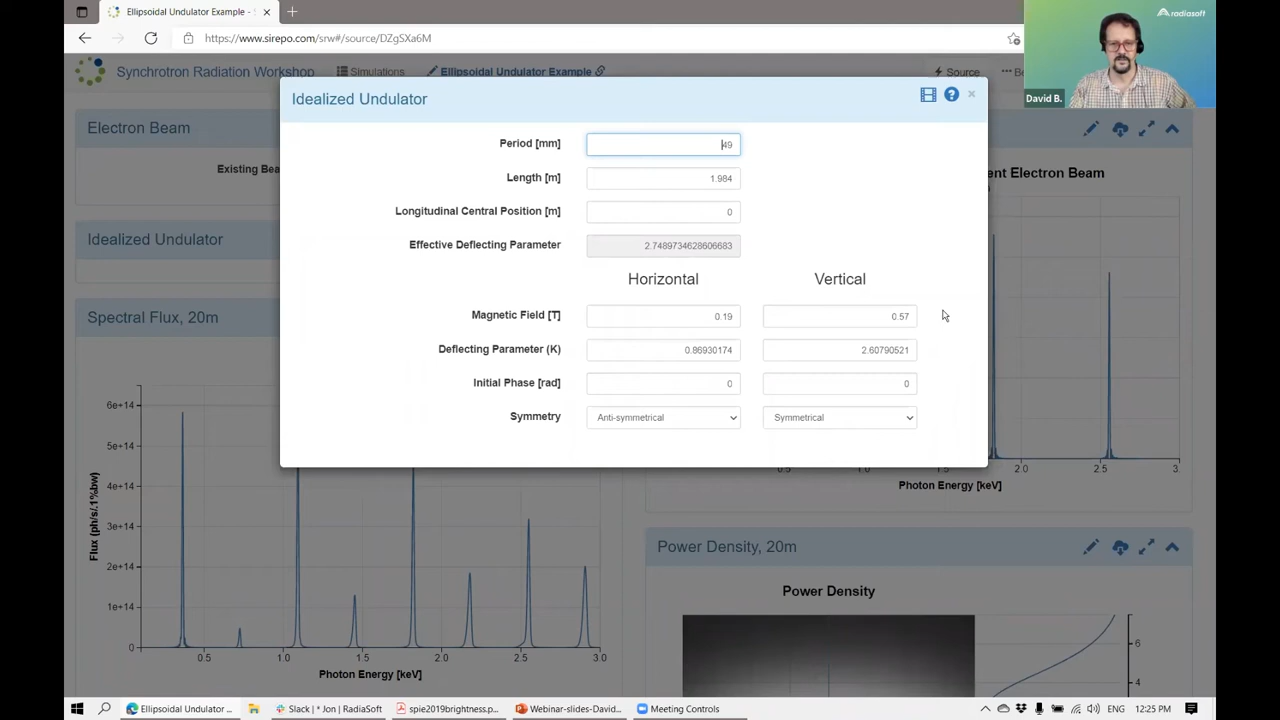 Ellipsoidal Undulator Example - S
https://www.sirepo.com/srw#/source/DZgSXa6M
radiasoft
David B.
Synchrotron Radiation Workshop
Simulations
Ellipsoidal Undulator Example
Source
Electron Beam
Existing Bea
Idealized Undulator
Spectral Flux, 20m
Idealized Undulator
Period [mm]
49
Length [m]
1.984
Longitudinal Central Position [m]
0
Effective Deflecting Parameter
2.7489734628606683
Horizontal
Vertical
Magnetic Field [T]
0.19
0.57
Deflecting Parameter (K)
0.86930174
2.60790521
Initial Phase [rad]
0
0
Symmetry
Anti-symmetrical
Symmetrical
ent Electron Beam
1.5
2.0
2.5
3.
Photon Energy [keV]
6e+14
5e+14
4e+14
3e+14
2e+14
1e+14
0
Flux (ph/s/.1%bw)
0.5
1.0
1.5
2.0
2.5
3.0
Photon Energy [keV]
Power Density, 20m
Power Density
6
4
Ellipsoidal Undulator ...
Slack | * Jon | RadiaSoft
spie2019brightness.p...
Webinar-slides-David...
Meeting Controls
12:25 PM